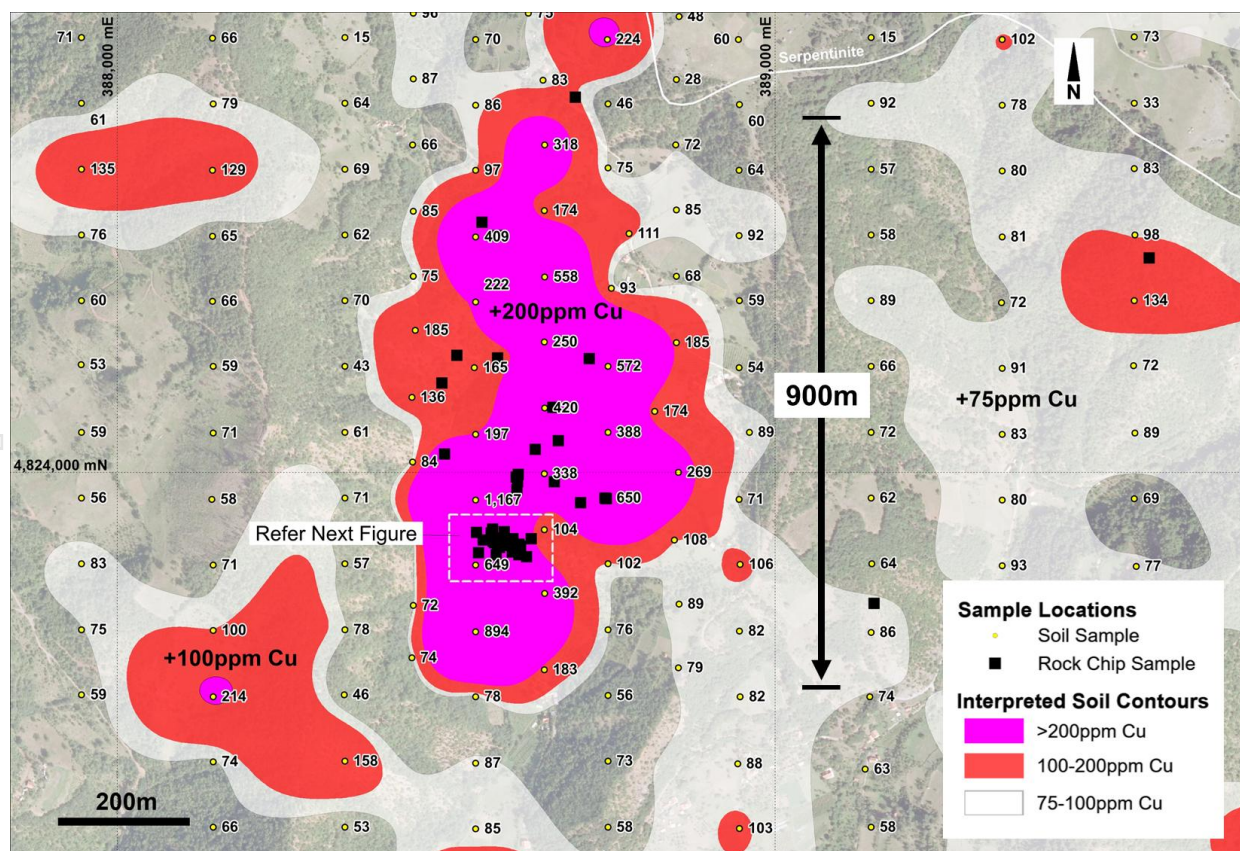 96 75 48
71 66 15 70 224 60 15 102 73
Serpentinite
388,000 mE
389,000 mE
N
87 83 28
79 64 86 46 92 78 33
61 60
66 318 72
135 129 69 97 75 64 57 80 83
85 174 85
76 65 62 409 111 92 58 81 98
75 222 558 93 68
60 66 70 59 89 72 134
+200ppm Cu
185 250 185
53 59 43 165 572 54 66 91 72
900m
136 420 174
+75ppm Cu
59 71 61 197 388 89 72 83 89
84 338 269
4,824,000 mN
56 58 71 1,167 650 71 62 80 69
Refer Next Figure
104 108
83 71 57 649 102 106 64 93 77
72 392 89
75 100 78 894 76 82 86
+100ppm Cu
74 183 79
59 214 46 78 56 82 74
74 158 87 73 88 63
200m
66 53 85 58 103 58
Sample Locations
Soil Sample
Rock Chip Sample
Interpreted Soil Contours
>200ppm Cu
100-200ppm Cu
75-100ppm Cu